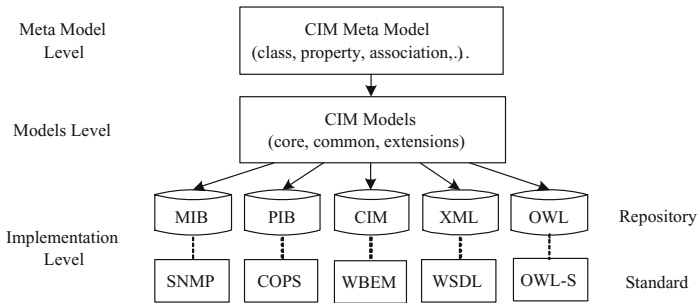 Meta Model
Level
CIM Meta Model
(class, property, association,.) .
Models Level
CIM Models
(core, common, extensions)
Implementation
Level
MIB
PIB
CIM
XML
OWL
Repository
SNMP
COPS
WBEM
WSDL
OWL-S
Standard